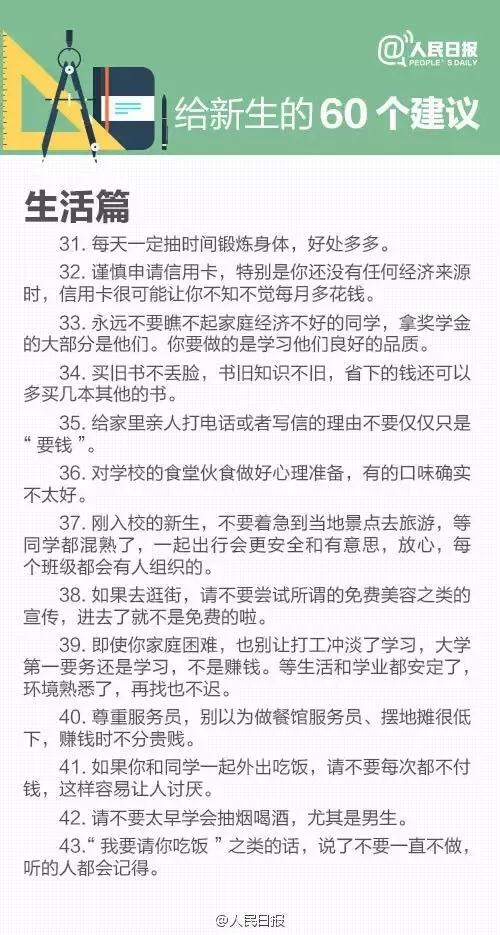 @人民日报
PEOPLE'S DAILY
给新生的60个建议
生活篇
31. 每天一定抽时间锻炼身体，好处多多。
32. 谨慎申请信用卡，特别是你还没有任何经济来源
时，信用卡很可能让你不知不觉每月多花钱。
33. 永远不要瞧不起家庭经济不好的同学，拿奖学金
的大部分是他们。你要做的是学习他们良好的品质。
34. 买旧书不丢脸，书旧知识不旧，省下的钱还可以
多买几本其他的书。
35. 给家里亲人打电话或者写信的理由不要仅仅只是
“要钱”。
36. 对学校的食堂伙食做好心理准备，有的口味确实
不太好。
37. 刚入校的新生，不要着急到当地景点去旅游，等
同学都混熟了，一起出行会更安全和有意思，放心，每
个班级都会有人组织的。
38. 如果去逛街，请不要尝试所谓的免费美容之类的
宣传，进去了就不是免费的啦。
39. 即使你家庭困难，也别让打工冲淡了学习，大学
第一要务还是学习，不是赚钱。等生活和学业都安定了，
环境熟悉了，再找也不迟。
40. 尊重服务员，别以为做餐馆服务员、摆地摊很低
下，赚钱时不分贵贱。
41. 如果你和同学一起外出吃饭，请不要每次都不付
钱，这样容易让人讨厌。
42. 请不要太早学会抽烟喝酒，尤其是男生。
43.“我要请你吃饭”之类的话，说了不要一直不做，
听的人都会记得。
@人民日报